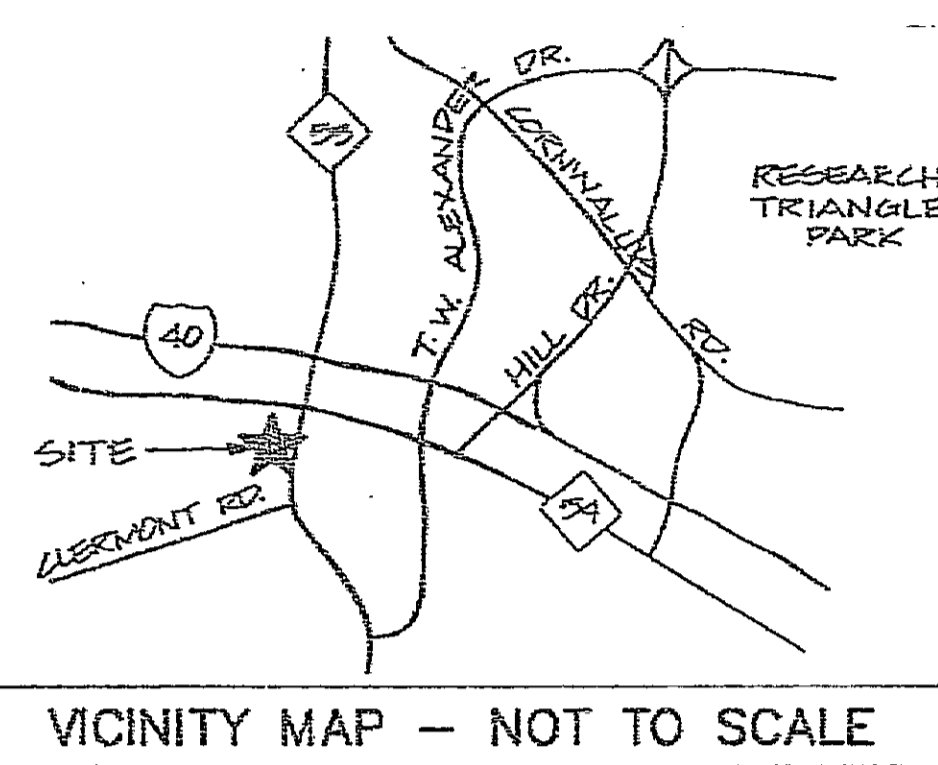 DR.
55
T.W. ALEXANDER
CORNWALLIS
RESEARCH
TRIANGLE
PARK
40
HILL DR.
RD.
SITE
54
CLERMONT RD.
VICINITY MAP – NOT TO SCALE